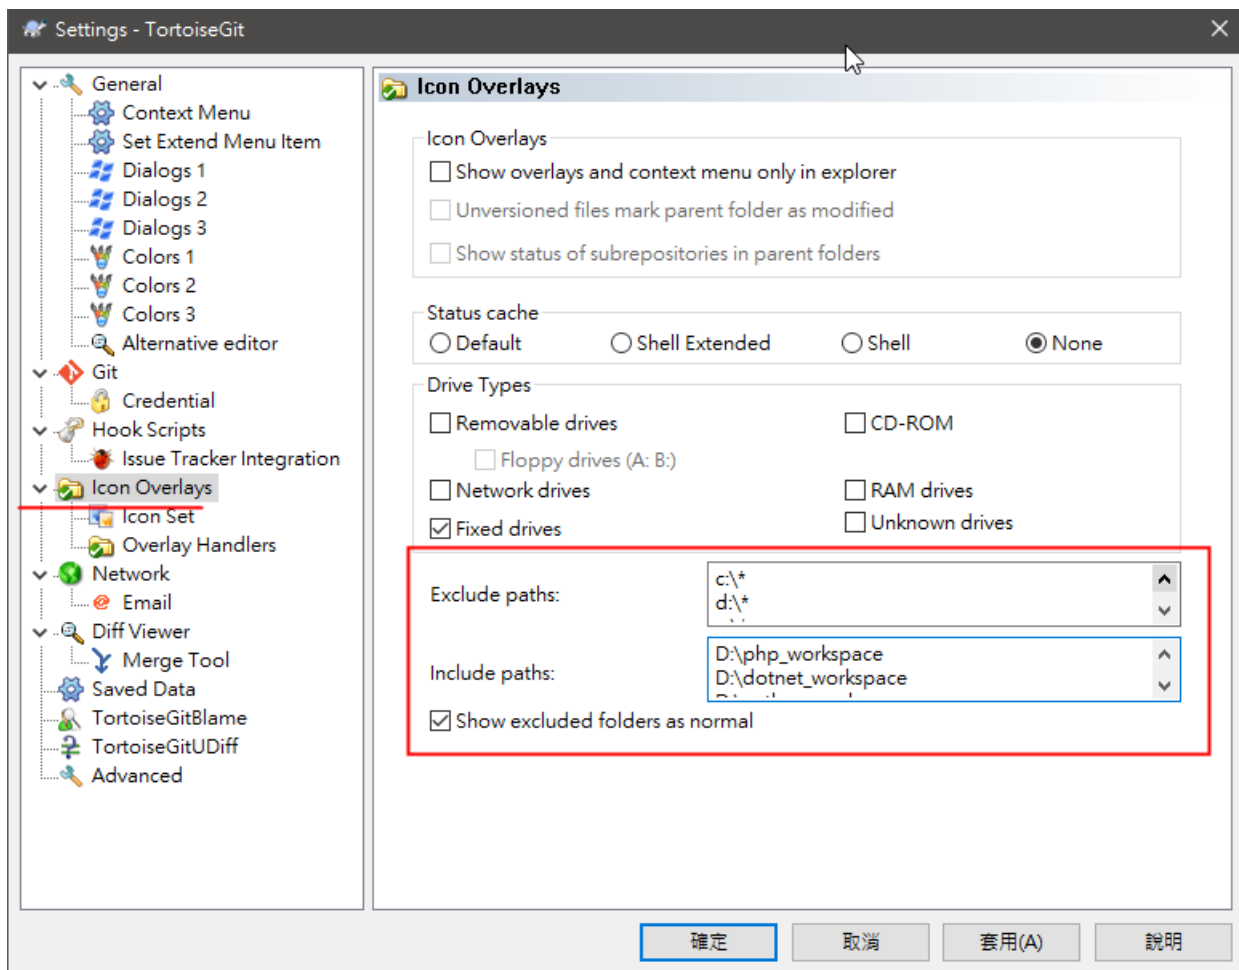 Settings - TortoiseGit
General
Context Menu
Set Extend Menu Item
Dialogs 1
Dialogs 2
Dialogs 3
Colors 1
Colors 2
Colors 3
Alternative editor
Git
Credential
Hook Scripts
Issue Tracker Integration
Icon Overlays
Icon Set
Overlay Handlers
Network
Email
Diff Viewer
Merge Tool
Saved Data
TortoiseGitBlame
TortoiseGitUDiff
Advanced
Icon Overlays
Icon Overlays
Show overlays and context menu only in explorer
Unversioned files mark parent folder as modified
Show status of subrepositories in parent folders
Status cache
Default Shell Extended Shell None
Drive Types
Removable drives CD-ROM
Floppy drives (A: B:)
Network drives RAM drives
Fixed drives Unknown drives
Exclude paths:
c:\*
d:\*
Include paths:
D:\php_workspace
D:\dotnet_workspace
Show excluded folders as normal
確定 取消 套用(A) 說明